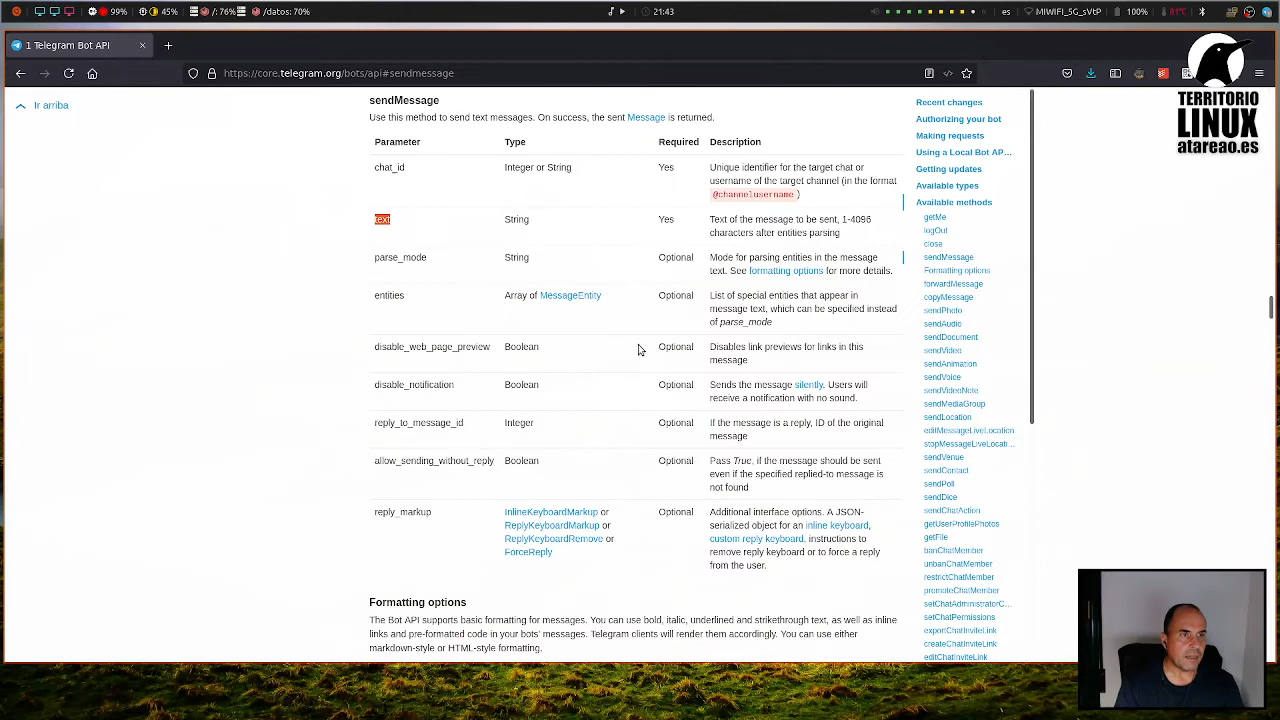 99% 45% /:76% /datos:70% 21:43 es MIWIFI_5G_sVtP 100%
1 Telegram Bot API
https://core.telegram.org/bots/api#sendmessage
TERRITORIO
LINUX
atareao.es
Ir arriba
sendMessage
Use this method to send text messages. On success, the sent Message is returned.
Parameter Type Required Description
chat_id Integer or String Yes Unique identifier for the target chat or
username of the target channel (in the format
@channelusername )
text String Yes Text of the message to be sent, 1-4096
characters after entities parsing
parse_mode String Optional Mode for parsing entities in the message
text. See formatting options for more details.
entities Array of MessageEntity Optional List of special entities that appear in
message text, which can be specified instead
of parse_mode
disable_web_page_preview Boolean Optional Disables link previews for links in this
message
disable_notification Boolean Optional Sends the message silently. Users will
receive a notification with no sound.
reply_to_message_id Integer Optional If the message is a reply, ID of the original
message
allow_sending_without_reply Boolean Optional Pass True, if the message should be sent
even if the specified replied-to message is
not found
reply_markup InlineKeyboardMarkup or Optional Additional interface options. A JSON-
ReplyKeyboardMarkup or serialized object for an inline keyboard,
ReplyKeyboardRemove or custom reply keyboard, instructions to
ForceReply remove reply keyboard or to force a reply
from the user.
Formatting options
The Bot API supports basic formatting for messages. You can use bold, italic, underlined and strikethrough text, as well as inline
links and pre-formatted code in your bots' messages. Telegram clients will render them accordingly. You can use either
markdown-style or HTML-style formatting.
Recent changes
Authorizing your bot
Making requests
Using a Local Bot AP…
Getting updates
Available types
Available methods
getMe
logOut
close
sendMessage
Formatting options
forwardMessage
copyMessage
sendPhoto
sendAudio
sendDocument
sendVideo
sendAnimation
sendVoice
sendVideoNote
sendMediaGroup
sendLocation
editMessageLiveLocation
stopMessageLiveLocati…
sendVenue
sendContact
sendPoll
sendDice
sendChatAction
getUserProfilePhotos
getFile
banChatMember
unbanChatMember
restrictChatMember
promoteChatMember
setChatAdministratorC…
setChatPermissions
exportChatInviteLink
createChatInviteLink
editChatInviteLink